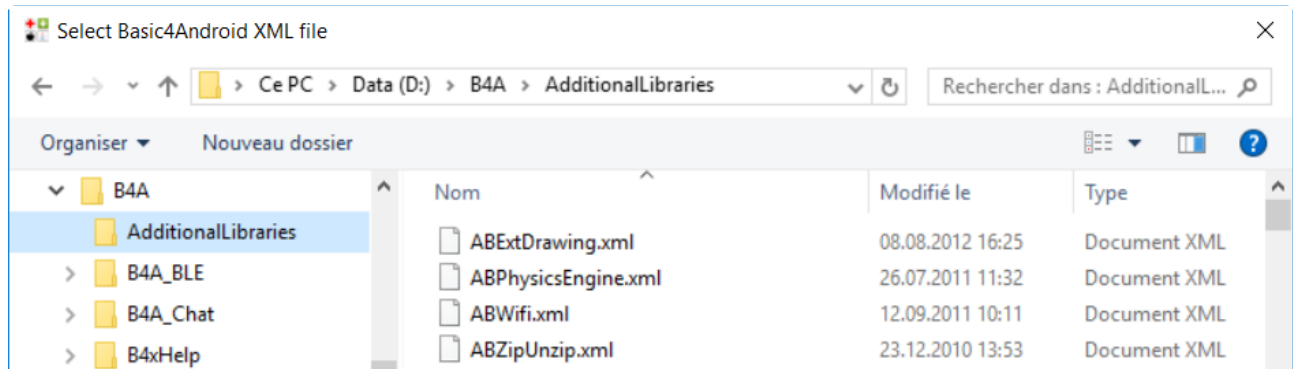 Select Basic4Android XML file
Ce PC > Data (D:) > B4A > AdditionalLibraries
Rechercher dans : AdditionalL...
Organiser
Nouveau dossier
B4A
AdditionalLibraries
B4A_BLE
B4A_Chat
B4xHelp
Nom Modifié le Type
ABExtDrawing.xml 08.08.2012 16:25 Document XML
ABPhysicsEngine.xml 26.07.2011 11:32 Document XML
ABWifi.xml 12.09.2011 10:11 Document XML
ABZipUnzip.xml 23.12.2010 13:53 Document XML